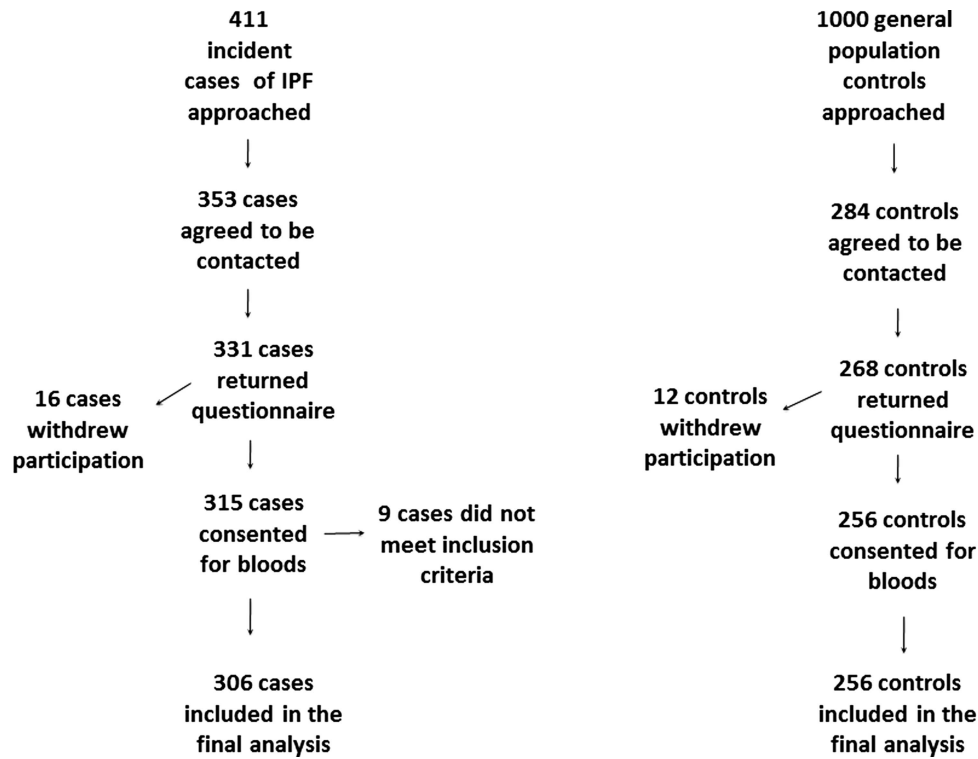 411
incident
cases of IPF
approached
353 cases
agreed to be
contacted
331 cases
returned
questionnaire
16 cases
withdrew
participation
315 cases
consented
for bloods
9 cases did not
meet inclusion
criteria
306 cases
included in the
final analysis
1000 general
population
controls
approached
284 controls
agreed to be
contacted
268 controls
returned
questionnaire
12 controls
withdrew
participation
256 controls
consented for
bloods
256 controls
included in the
final analysis